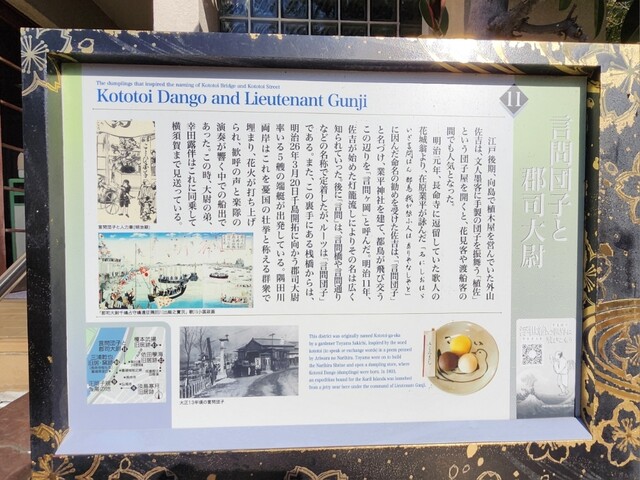 The dumplings that inspired the naming of Kototoi Bridge and Kototoi Street
Kototoi Dango and Lieutenant Gunji
11
言問団子と
郡司大尉
江戸後期、向島で植木屋を営んでいた外山
佐吉は、文人墨客に手製の団子を振舞う「植佐」
という団子屋を開くと、花見客や渡船客の
間でも人気となった。
明治元年、長命寺に逗留していた歌人の
花城翁より、在原業平が詠んだ
に因んだ命名の勧めを受けた佐吉は、「言問団子」
と名づけ、業平神社を建て、都鳥が飛び交う
この辺りを「言問ヶ岡」と呼んだ。明治11年、
佐吉が始めた灯籠流しによりその名は広く
知られていった。後に「言問」は、言問橋や言問通り
などの名称で定着したが、ルーツは「言問団子」
である。また、この裏手にある桟橋からは、
明治26年3月20日千島開拓に向かう郡司大尉
率いる5艘の端艇が出発している。隅田川
両岸はこれを憂国の壮挙と称える群衆で
埋まり、花火が打ち上げ
られ、歓呼の声と楽隊の
演奏が響く中での船出で
あった。この時、大尉の弟、
幸田露伴はこれに同乗して
横須賀まで見送っている。
言問団子と人力車(明治期)
大正13年頃の言問団子
This district was originally named Kototoi-ga-oka
by a gardener Toyama Sakichi, inspired by the word
kototoi (to speak or exchange words) in a poem penned
by Ariwara no Narihira. Toyama went on to build
the Narihira Shrine and open a dumpling store, where
Kototoi Dango (dumplings) were born. In 1893,
an expedition bound for the Kuril Islands was launched
from a pier near here under the command of Lieutenant Gunji.